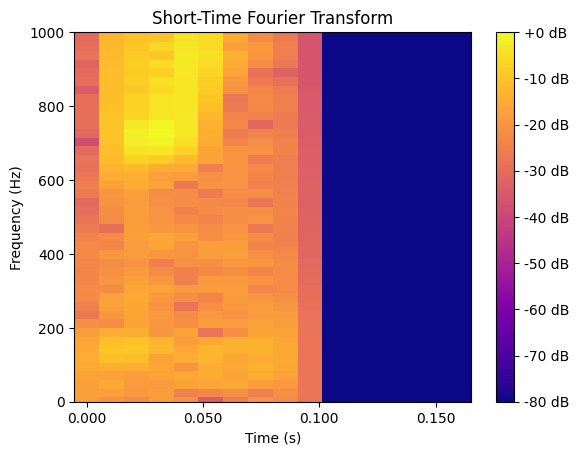 Short-Time Fourier Transform
Frequency (Hz)
1000
800
600
400
200
0
0.000
0.050
0.100
0.150
Time (s)
+0 dB
-10 dB
-20 dB
-30 dB
-40 dB
-50 dB
-60 dB
-70 dB
-80 dB